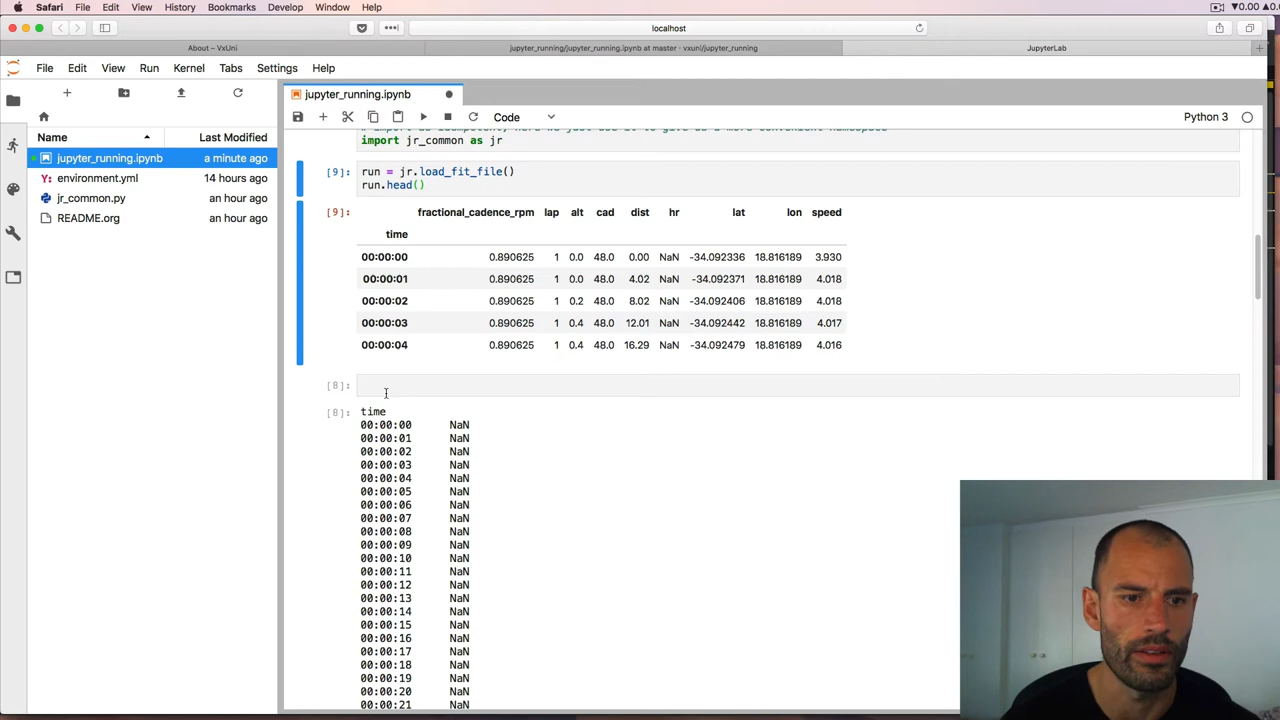 Safari File Edit View History Bookmarks Develop Window Help
localhost
About – VxUni jupyter_running/jupyter_running.ipynb at master · vxuni/jupyter_running JupyterLab
File Edit View Run Kernel Tabs Settings Help
jupyter_running.ipynb
Code Python 3
Name Last Modified
jupyter_running.ipynb a minute ago
environment.yml 14 hours ago
jr_common.py an hour ago
README.org an hour ago
import jr_common as jr
[9]: run = jr.load_fit_file()
run.head()
[9]: fractional_cadence_rpm lap alt cad dist hr lat lon speed
time
00:00:00 0.890625 1 0.0 48.0 0.00 NaN -34.092336 18.816189 3.930
00:00:01 0.890625 1 0.0 48.0 4.02 NaN -34.092371 18.816189 4.018
00:00:02 0.890625 1 0.2 48.0 8.02 NaN -34.092406 18.816189 4.018
00:00:03 0.890625 1 0.4 48.0 12.01 NaN -34.092442 18.816189 4.017
00:00:04 0.890625 1 0.4 48.0 16.29 NaN -34.092479 18.816189 4.016
[8]:
[8]: time
00:00:00 NaN
00:00:01 NaN
00:00:02 NaN
00:00:03 NaN
00:00:04 NaN
00:00:05 NaN
00:00:06 NaN
00:00:07 NaN
00:00:08 NaN
00:00:09 NaN
00:00:10 NaN
00:00:11 NaN
00:00:12 NaN
00:00:13 NaN
00:00:14 NaN
00:00:15 NaN
00:00:16 NaN
00:00:17 NaN
00:00:18 NaN
00:00:19 NaN
00:00:20 NaN
00:00:21 NaN